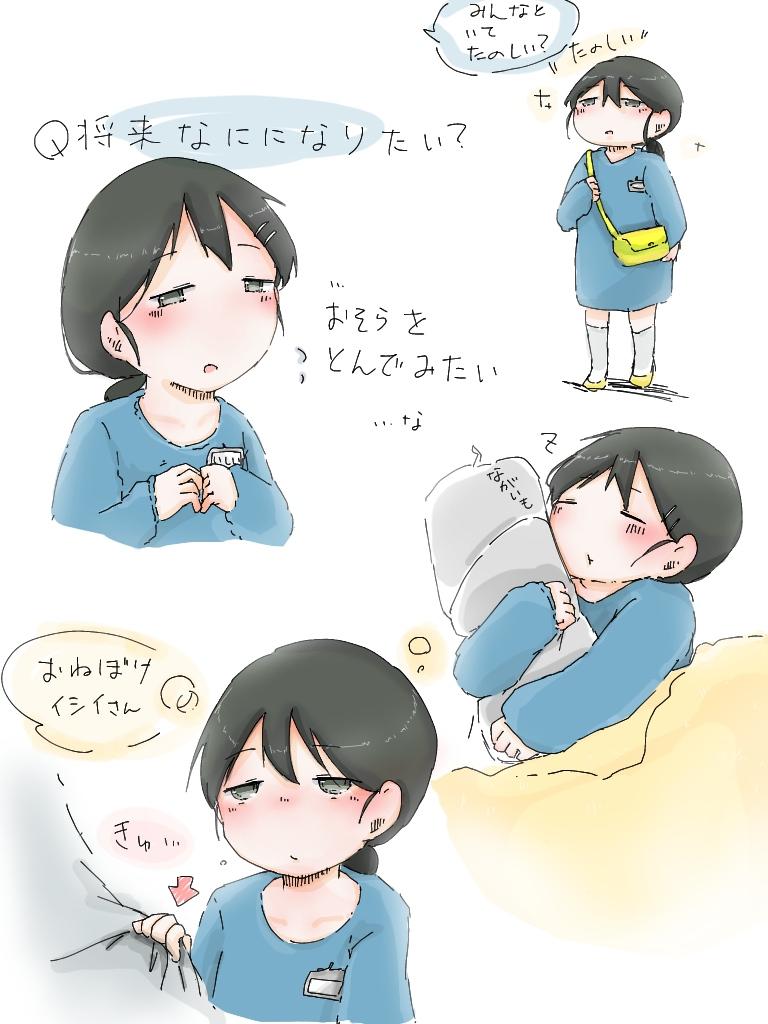 みんなと
いて
たのしい?
"たのしい"
Q将来なにになりたい?
…
おそらを
とんでみたい
…な
z
ながいも
おねぼけ
イシイさん
きゅ…